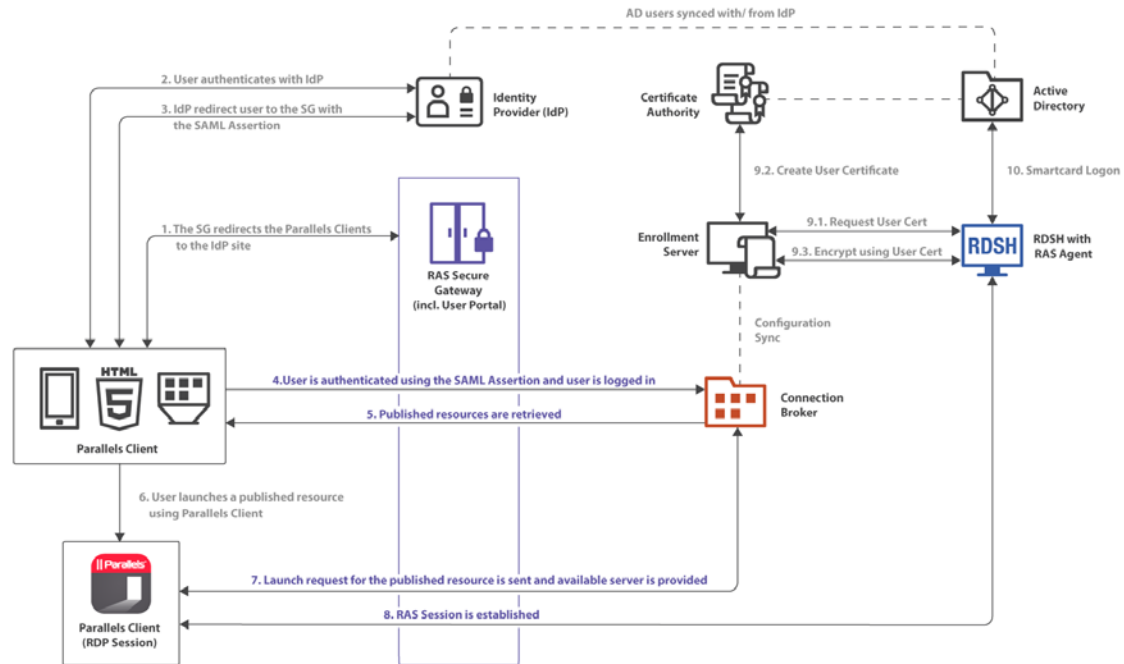 AD users synced with/ from IdP
2. User authenticates with IdP
3. IdP redirect user to the SG with
the SAML Assertion
Identity
Provider (IdP)
Certificate
Authority
Active
Directory
9.2. Create User Certificate
10. Smartcard Logon
1. The SG redirects the Parallels Clients
to the IdP site
RAS Secure
Gateway
(incl. User Portal)
Enrollment
Server
9.1. Request User Cert
9.3. Encrypt using User Cert
RDSH
RDSH with
RAS Agent
Configuration
Sync
HTML
5
Parallels Client
4.User is authenticated using the SAML Assertion and user is logged in
5. Published resources are retrieved
Connection
Broker
6. User launches a published resource
using Parallels Client
|| Parallels®
Parallels Client
(RDP Session)
7. Launch request for the published resource is sent and available server is provided
8. RAS Session is established